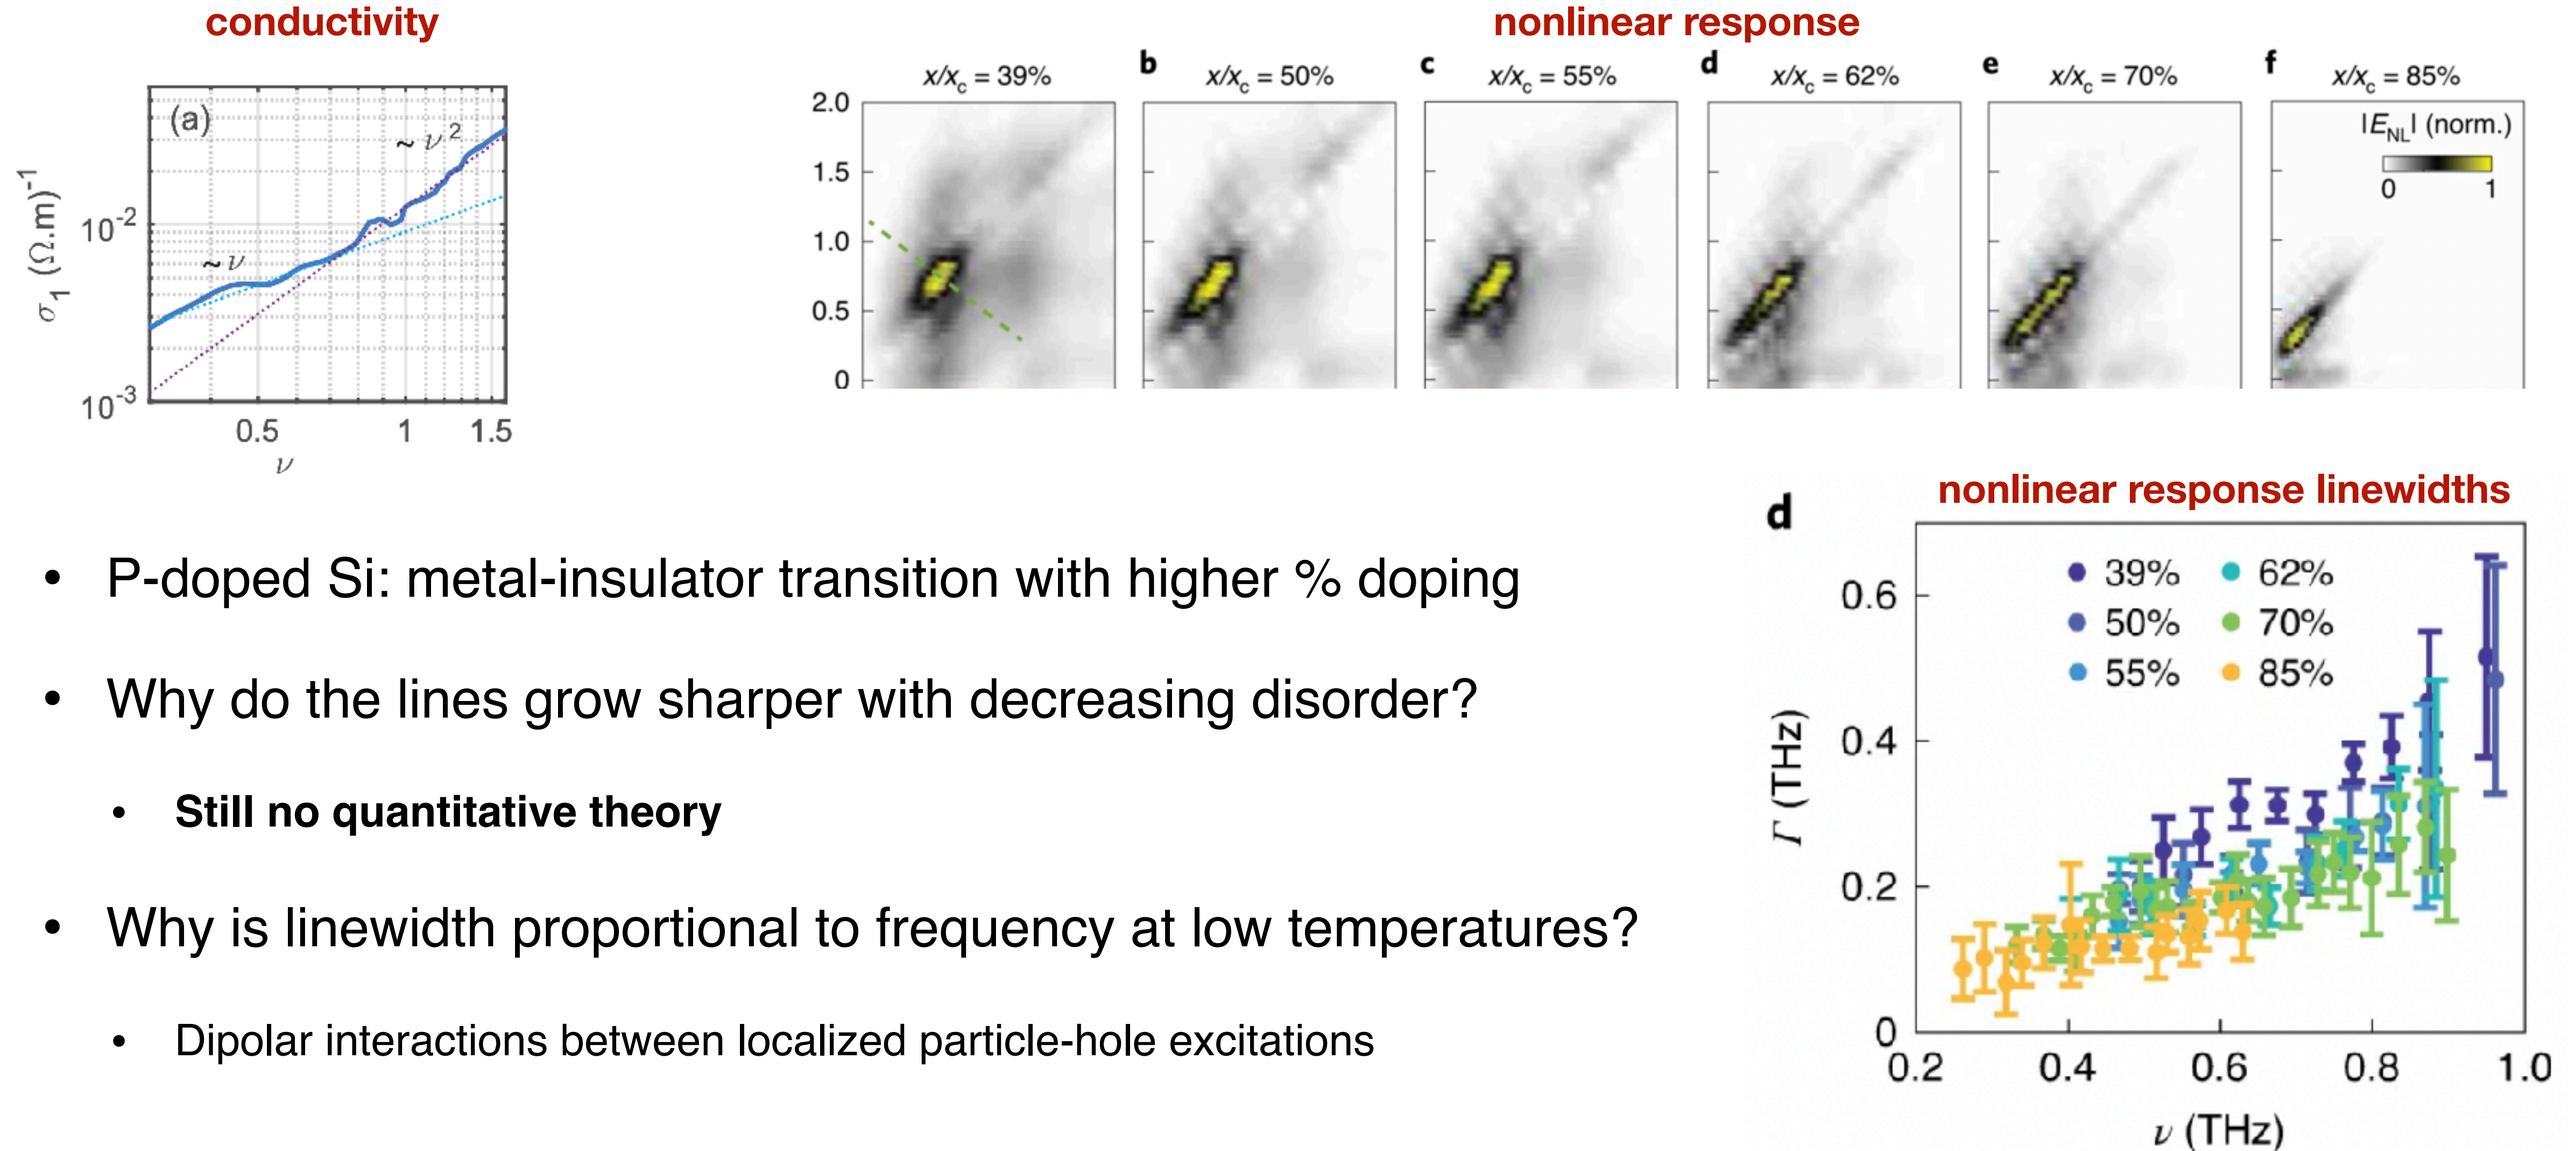 conductivity
(a)
~ ν²
~ ν
σ₁ (Ω.m)⁻¹
10⁻²
10⁻³
0.5 1 1.5
ν
nonlinear response
x/x꜀ = 39%
b x/x꜀ = 50%
c x/x꜀ = 55%
d x/x꜀ = 62%
e x/x꜀ = 70%
f x/x꜀ = 85%
2.0
1.5
1.0
0.5
0
|E_NL| (norm.)
0 1
• P-doped Si: metal-insulator transition with higher % doping
• Why do the lines grow sharper with decreasing disorder?
• Still no quantitative theory
• Why is linewidth proportional to frequency at low temperatures?
• Dipolar interactions between localized particle-hole excitations
nonlinear response linewidths
d
39% 62%
50% 70%
55% 85%
Γ (THz)
0.6
0.4
0.2
0
0.2 0.4 0.6 0.8 1.0
ν (THz)